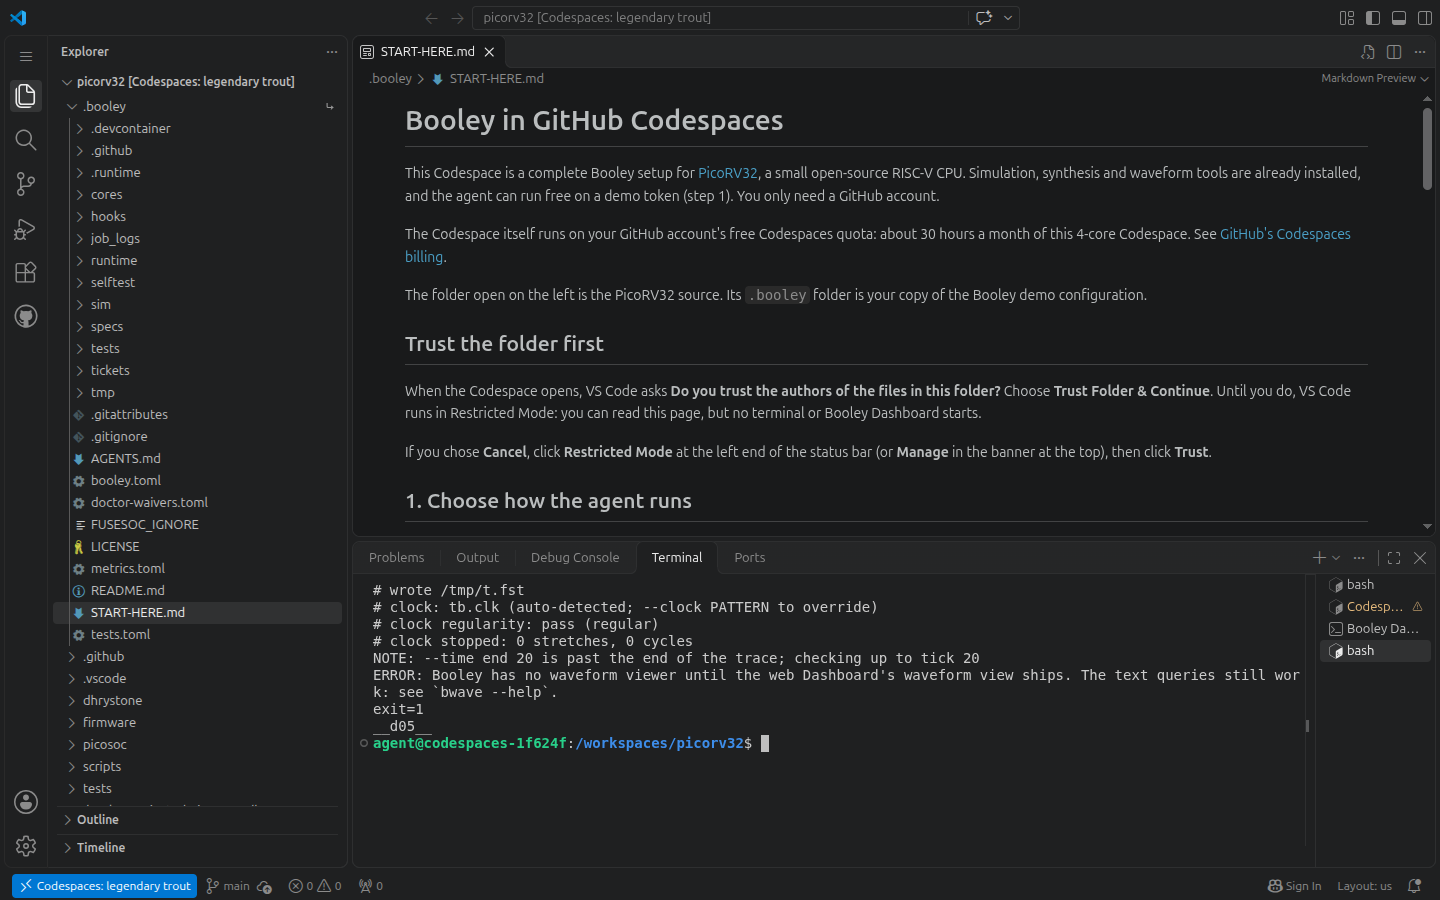 picorv32 [Codespaces: legendary trout]
Explorer
picorv32 [Codespaces: legendary trout]
.booley
.devcontainer
.github
.runtime
cores
hooks
job_logs
runtime
selftest
sim
specs
tests
tickets
tmp
.gitattributes
.gitignore
AGENTS.md
booley.toml
doctor-waivers.toml
FUSESOC_IGNORE
LICENSE
metrics.toml
README.md
START-HERE.md
tests.toml
.github
.vscode
dhrystone
firmware
picosoc
scripts
tests
Outline
Timeline
START-HERE.md
.booley > START-HERE.md
Markdown Preview
Booley in GitHub Codespaces
This Codespace is a complete Booley setup for PicoRV32, a small open-source RISC-V CPU. Simulation, synthesis and waveform tools are already installed,
and the agent can run free on a demo token (step 1). You only need a GitHub account.
The Codespace itself runs on your GitHub account's free Codespaces quota: about 30 hours a month of this 4-core Codespace. See GitHub's Codespaces
billing.
The folder open on the left is the PicoRV32 source. Its .booley folder is your copy of the Booley demo configuration.
Trust the folder first
When the Codespace opens, VS Code asks Do you trust the authors of the files in this folder? Choose Trust Folder & Continue. Until you do, VS Code
runs in Restricted Mode: you can read this page, but no terminal or Booley Dashboard starts.
If you chose Cancel, click Restricted Mode at the left end of the status bar (or Manage in the banner at the top), then click Trust.
1. Choose how the agent runs
Problems Output Debug Console Terminal Ports
# wrote /tmp/t.fst
# clock: tb.clk (auto-detected; --clock PATTERN to override)
# clock regularity: pass (regular)
# clock stopped: 0 stretches, 0 cycles
NOTE: --time end 20 is past the end of the trace; checking up to tick 20
ERROR: Booley has no waveform viewer until the web Dashboard's waveform view ships. The text queries still wor
k: see `bwave --help`.
exit=1
__d05__
agent@codespaces-1f624f:/workspaces/picorv32$
bash
Codesp...
Booley Da...
bash
Codespaces: legendary trout main 0 0 0 Sign In Layout: us